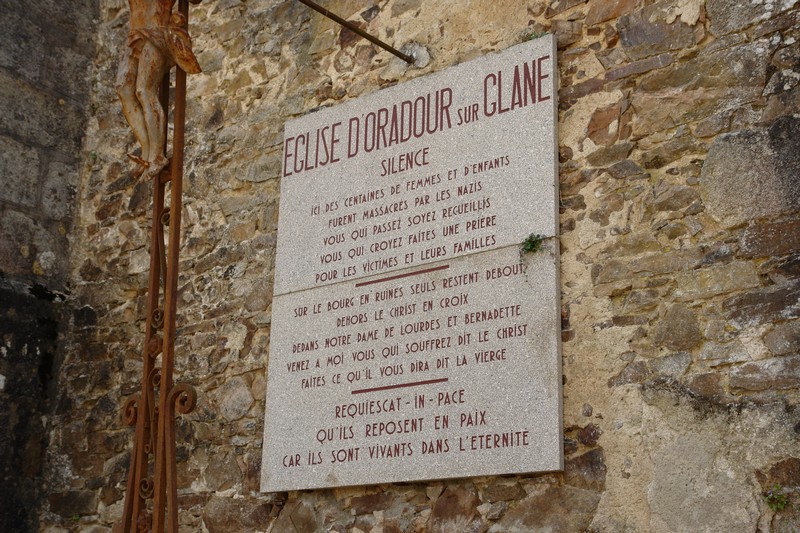 EGLISE D'ORADOUR SUR GLANE
SILENCE
ICI DES CENTAINES DE FEMMES ET D'ENFANTS
FURENT MASSACRÉS PAR LES NAZIS
VOUS QUI PASSEZ SOYEZ RECUEILLIS
VOUS QUI CROYEZ FAITES UNE PRIÈRE
POUR LES VICTIMES ET LEURS FAMILLES
SUR LE BOURG EN RUINES SEULS RESTENT DEBOUT
DEHORS LE CHRIST EN CROIX
DEDANS NOTRE DAME DE LOURDES ET BERNADETTE
VENEZ A MOI VOUS QUI SOUFFREZ DIT LE CHRIST
FAITES CE QU'IL VOUS DIRA DIT LA VIERGE
REQUIESCAT-IN-PACE
QU'ILS REPOSENT EN PAIX
CAR ILS SONT VIVANTS DANS L'ÉTERNITÉ